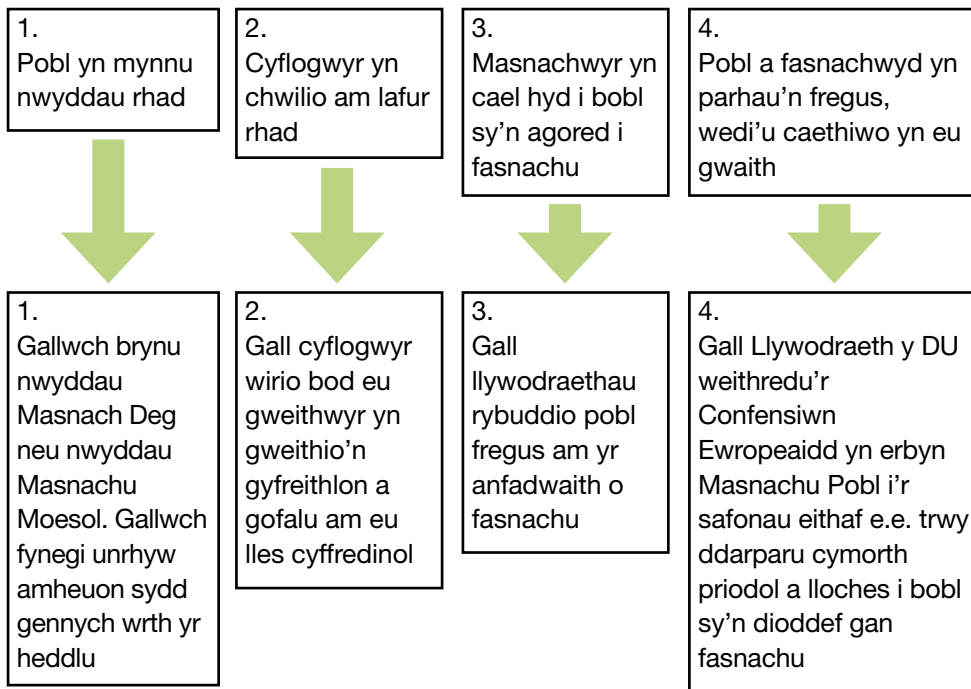 1.
Pobl yn mynnu
nwyddau rhad
2.
Cyflogwyr yn
chwilio am lafur
rhad
3.
Masnachwyr yn
cael hyd i bobl
sy'n agored i
fasnachu
4.
Pobl a fasnachwyd yn
parhau'n fregus,
wedi'u caethiwo yn eu
gwaith
1.
Gallwch brynu
nwyddau
Masnach Deg
neu nwyddau
Masnachu
Moesol. Gallwch
fynegi unrhyw
amheuon sydd
gennych wrth yr
heddlu
2.
Gall cyflogwyr
wirio bod eu
gweithwyr yn
gweithio'n
gyfreithlon a
gofalu am eu
lles cyffredinol
3.
Gall
llywodraethau
rybuddio pobl
fregus am yr
anfadwaith o
fasnachu
4.
Gall Llywodraeth y DU
weithredu'r
Confensiwn
Ewropeaidd yn erbyn
Masnachu Pobl i'r
safonau eithaf e.e. trwy
ddarparu cymorth
priodol a lloches i bobl
sy'n dioddef gan
fasnachu